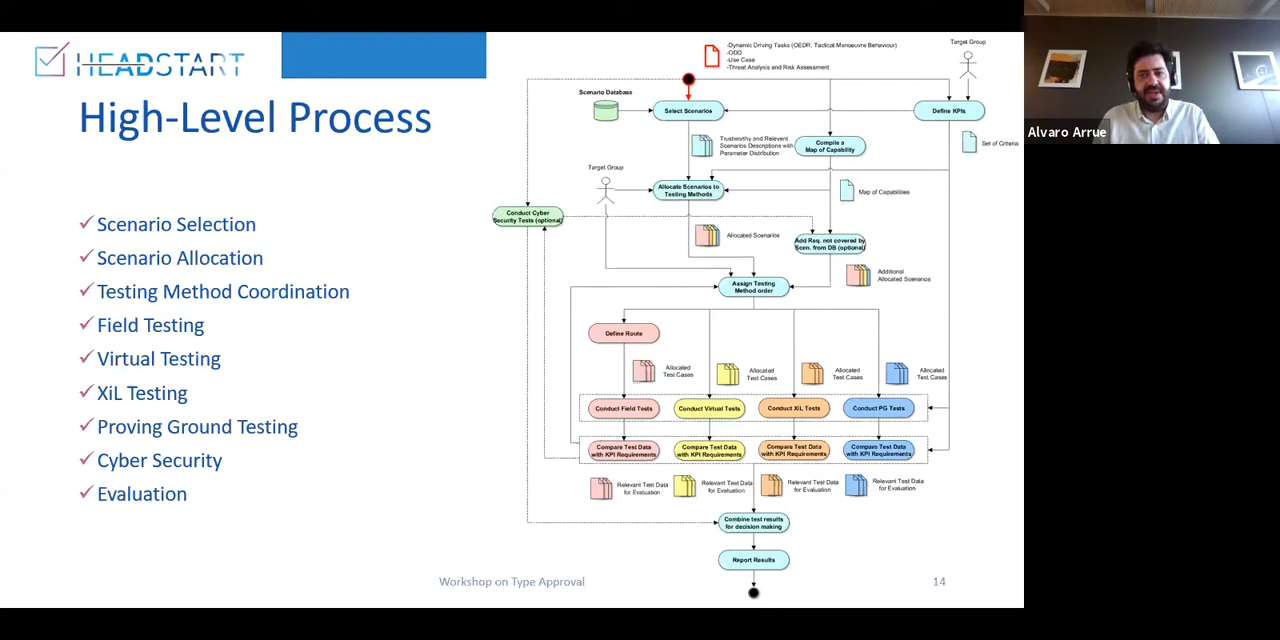 HEADSTART
High-Level Process
Scenario Selection
Scenario Allocation
Testing Method Coordination
Field Testing
Virtual Testing
XiL Testing
Proving Ground Testing
Cyber Security
Evaluation
-Dynamic Driving Tasks (OEDR, Tactical Manoeuvre Behaviour)
-ODD
-Use Case
-Threat Analysis and Risk Assessment
Target Group
Scenario Database
Select Scenarios
Define KPIs
Trustworthy and Relevant
Scenarios Descriptions with
Parameter Distribution
Compile a
Map of Capability
Set of Criteria
Target Group
Allocate Scenarios to
Testing Methods
Map of Capabilities
Conduct Cyber
Security Tests (optional)
Allocated Scenarios
Add Req. not covered by
Scen. from DB (optional)
Additional
Allocated Scenarios
Assign Testing
Method order
Define Route
Allocated
Test Cases
Allocated
Test Cases
Allocated
Test Cases
Allocated
Test Cases
Conduct Field Tests
Conduct Virtual Tests
Conduct XiL Tests
Conduct PG Tests
Compare Test Data
with KPI Requirements
Compare Test Data
with KPI Requirements
Compare Test Data
with KPI Requirements
Compare Test Data
with KPI Requirements
Relevant Test Data
for Evaluation
Relevant Test Data
for Evaluation
Relevant Test Data
for Evaluation
Relevant Test Data
for Evaluation
Combine test results
for decision making
Report Results
Workshop on Type Approval
14
Alvaro Arrue